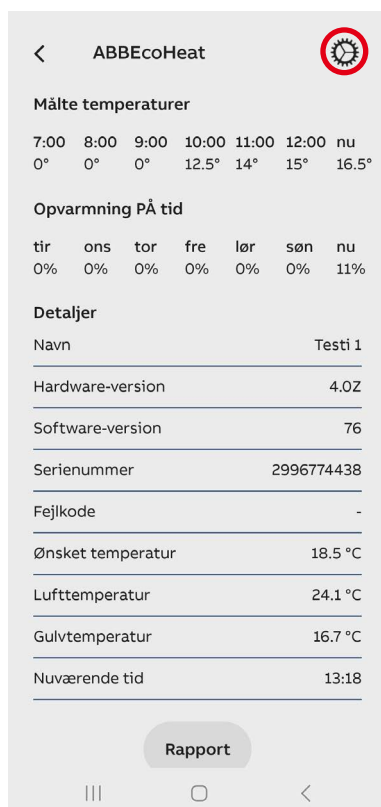 ABBEcoHeat
Målte temperaturer
7:00 8:00 9:00 10:00 11:00 12:00 nu
0° 0° 0° 12.5° 14° 15° 16.5°
Opvarmning PÅ tid
tir ons tor fre lør søn nu
0% 0% 0% 0% 0% 0% 11%
Detaljer
Navn Testi 1
Hardware-version 4.0Z
Software-version 76
Serienummer 2996774438
Fejlkode -
Ønsket temperatur 18.5 °C
Lufttemperatur 24.1 °C
Gulvtemperatur 16.7 °C
Nuværende tid 13:18
Rapport